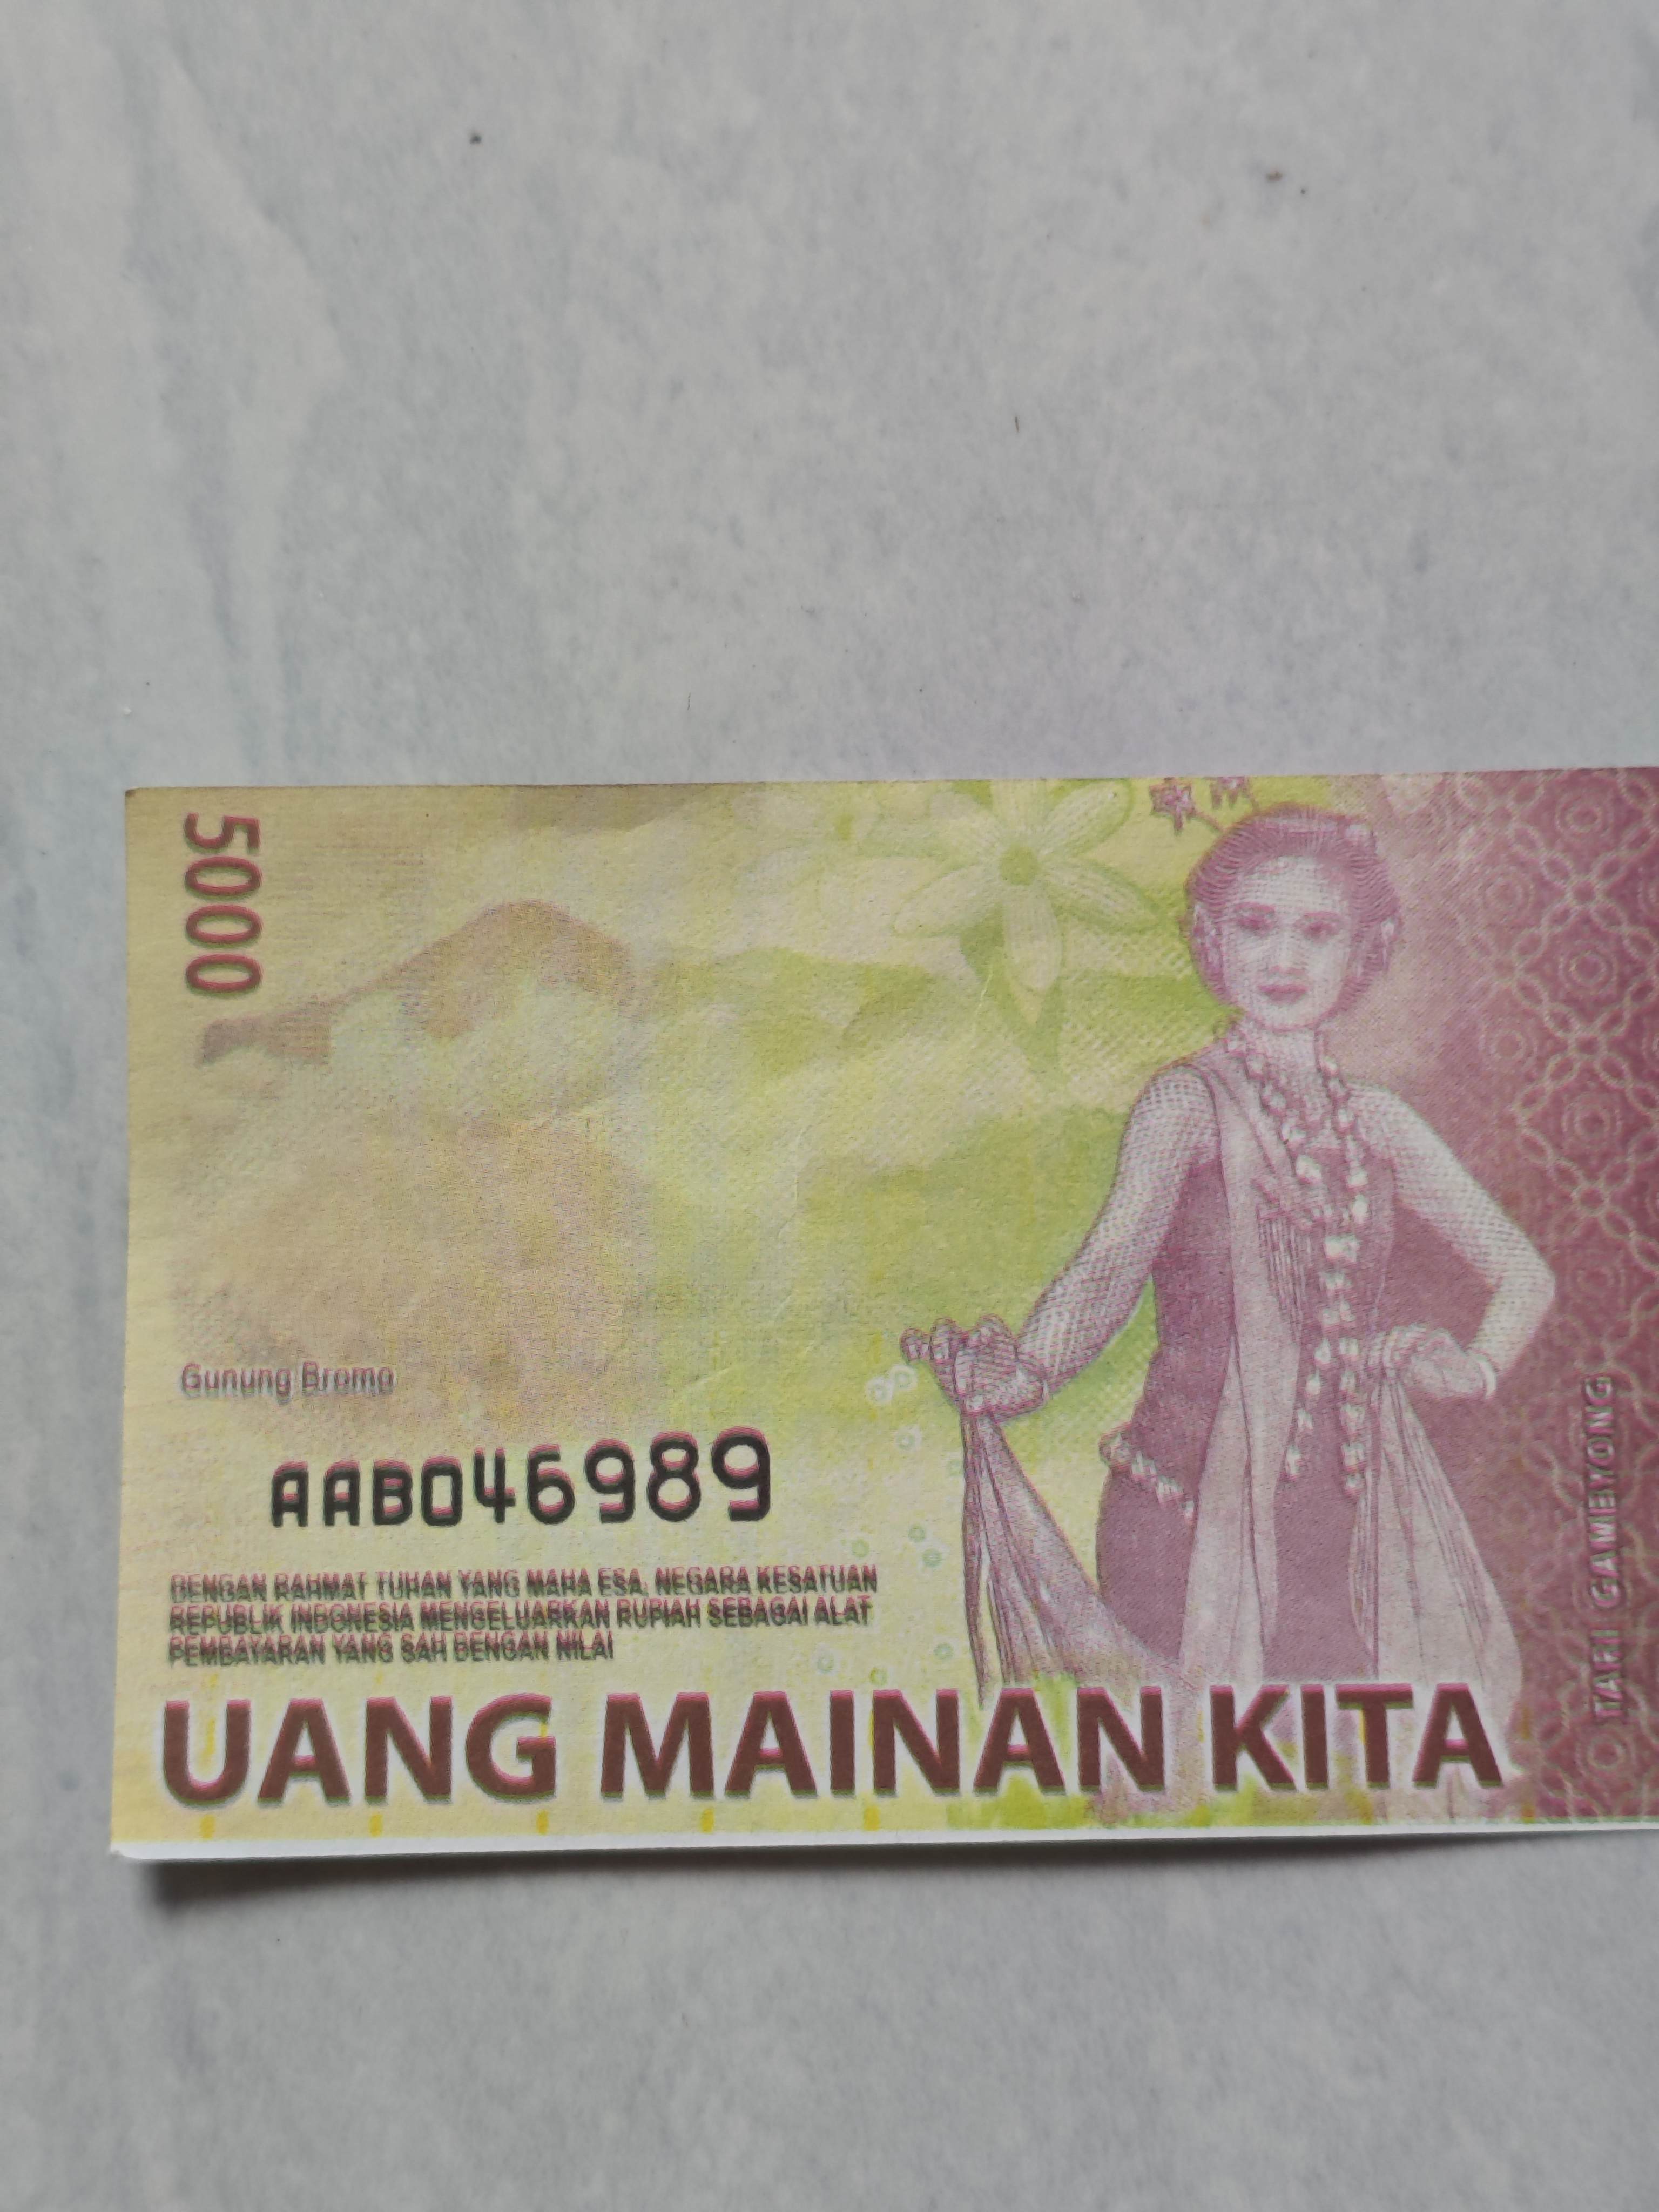 5000
Gunung Bromo
AAB046989
DENGAN RAHMAT TUHAN YANG MAHA ESA, NEGARA KESATUAN
REPUBLIK INDONESIA MENGELUARKAN RUPIAH SEBAGAI ALAT
PEMBAYARAN YANG SAH DENGAN NILAI
UANG MAINAN KITA
TARI GAMBYONG